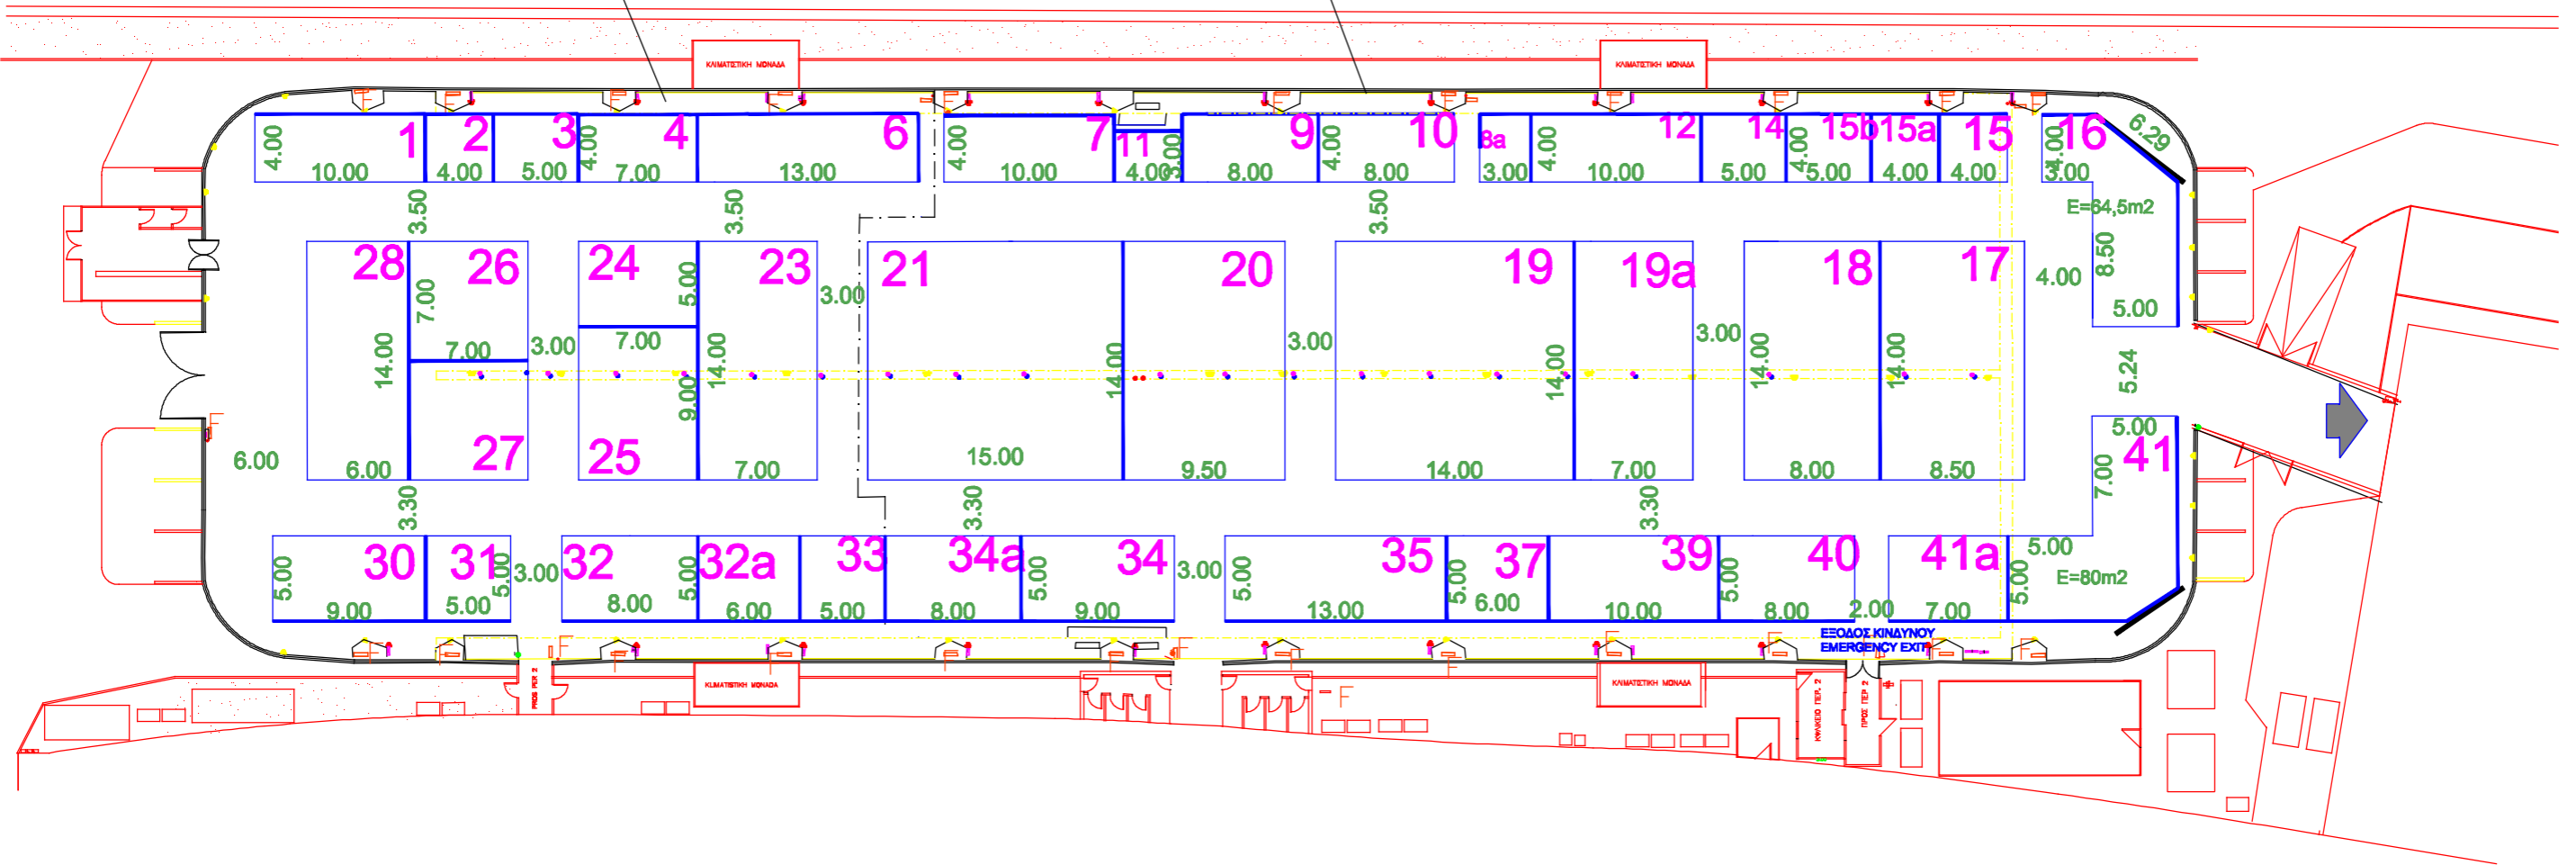 ΚΛΙΜΑΤΙΣΤΙΚΗ ΜΟΝΑΔΑ
ΚΛΙΜΑΤΙΣΤΙΚΗ ΜΟΝΑΔΑ
1 2 3 4 6 7 11 9 10 8a 12 14 15b 15a 15 16
4.00 4.00 4.00 4.00 3.00 4.00 4.00 4.00 4.00 6.29
10.00 4.00 5.00 7.00 13.00 10.00 4.00 8.00 8.00 3.00 10.00 5.00 5.00 4.00 4.00 3.00
3.50 3.50 3.50 E=64,5m2
28 26 24 23 21 20 19 19a 18 17
7.00 5.00 3.00 4.00 8.50
5.00
7.00 3.00 7.00 3.00 3.00
14.00 9.00 14.00 14.00 14.00 14.00 14.00 5.24
27 25 41
5.00
6.00 6.00 7.00 15.00 9.50 14.00 7.00 8.00 8.50 7.00
3.30 3.30 3.30
30 31 32 32a 33 34a 34 35 37 39 40 41a
5.00
5.00 5.00 3.00 5.00 5.00 3.00 5.00 5.00 5.00 5.00 E=80m2
9.00 5.00 8.00 6.00 5.00 8.00 9.00 13.00 6.00 10.00 8.00 2.00 7.00
ΕΞΟΔΟΣ ΚΙΝΔΥΝΟΥ
EMERGENCY EXIT
F
ΚΛΙΜΑΤΙΣΤΙΚΗ ΜΟΝΑΔΑ
ΚΛΙΜΑΤΙΣΤΙΚΗ ΜΟΝΑΔΑ
PROS PER 2
ΚΥΛΙΚΕΙΟ ΠΕΡ. 2
ΠΡΟΣ ΠΕΡ 2